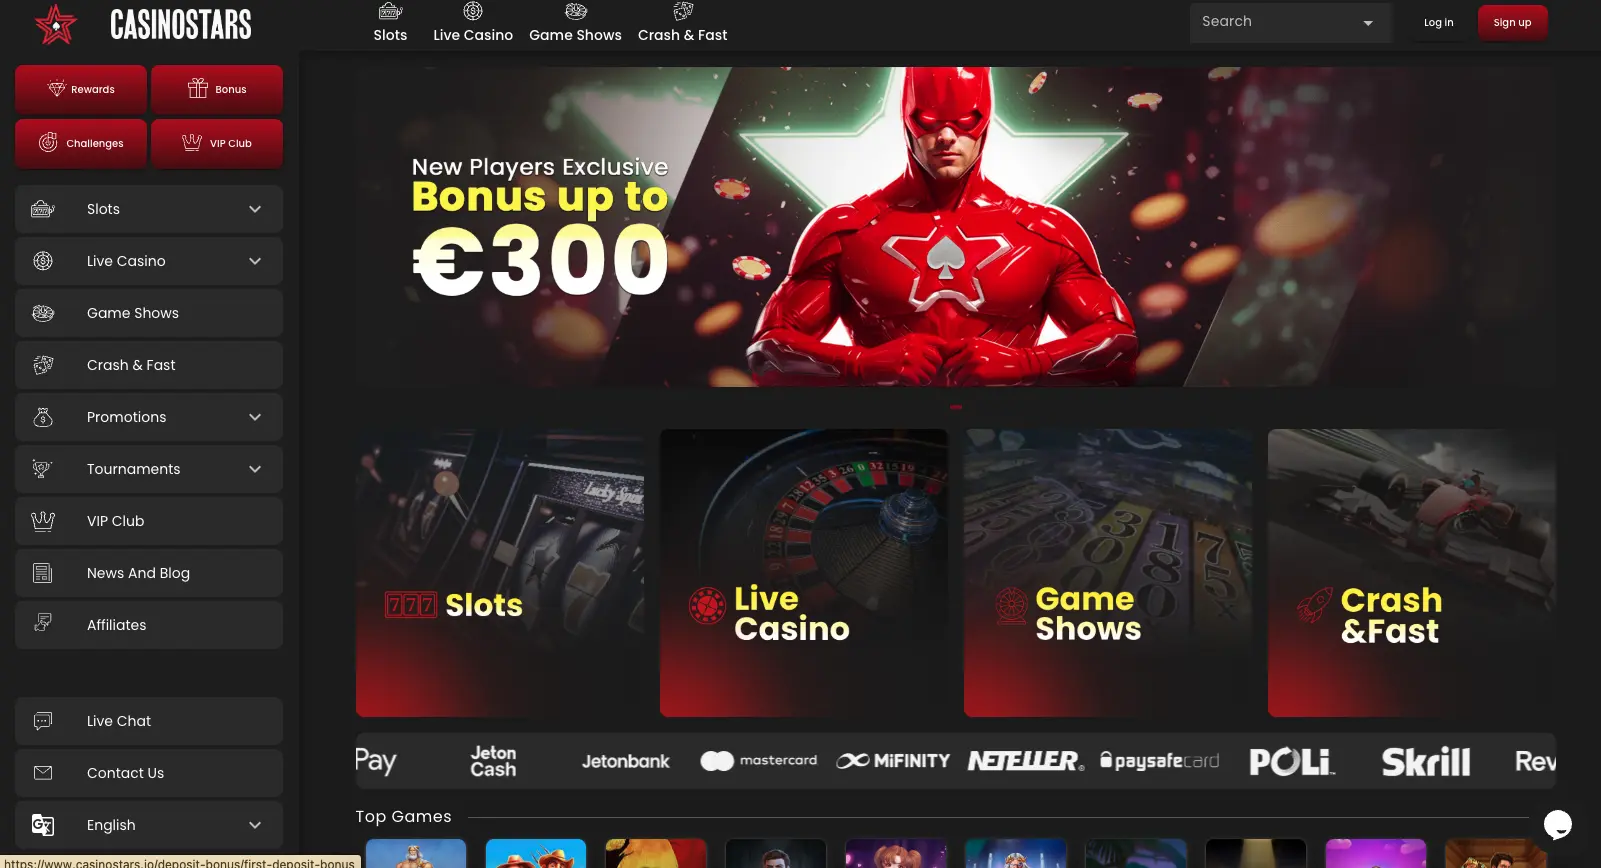 CASINOSTARS
Slots
Live Casino
Game Shows
Crash & Fast
Search
Log in
Sign up
Rewards
Bonus
Challenges
VIP Club
Slots
Live Casino
Game Shows
Crash & Fast
Promotions
Tournaments
VIP Club
News And Blog
Affiliates
Live Chat
Contact Us
English
https://www.casinostars.io/deposit-bonus/first-deposit-bonus
New Players Exclusive
Bonus up to
€300
777
Slots
Live
Casino
Game
Shows
Crash
&Fast
Pay
Jeton
Cash
Jetonbank
mastercard
MiFINITY
NETELLER®
paysafecard
POLi™
Skrill
Rev
Top Games